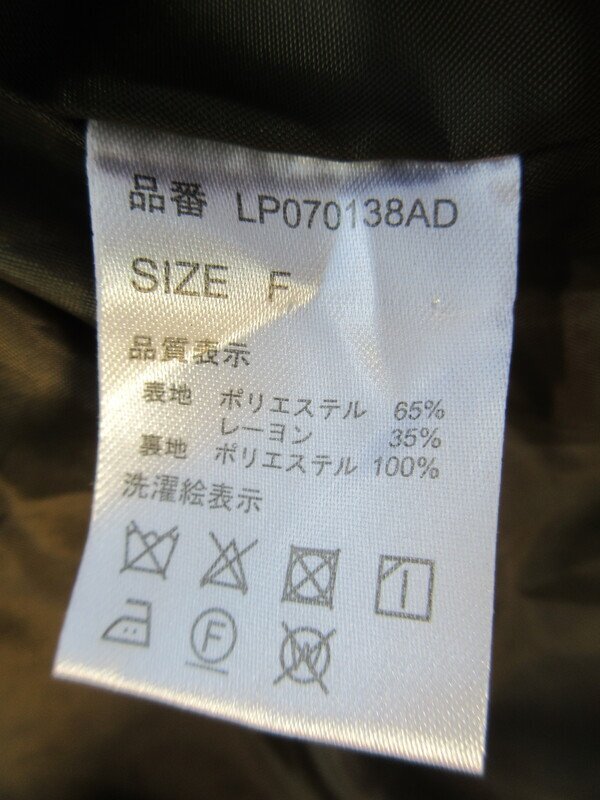 品番 LP070138AD
SIZE F
品質表示
表地 ポリエステル 65%
レーヨン 35%
裏地 ポリエステル 100%
洗濯絵表示
F
W